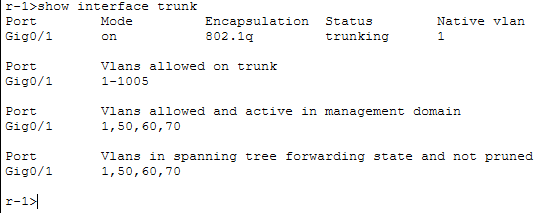 r-1>show interface trunk
Port        Mode         Encapsulation  Status        Native vlan
Gig0/1      on           802.1q         trunking      1

Port        Vlans allowed on trunk
Gig0/1      1-1005

Port        Vlans allowed and active in management domain
Gig0/1      1,50,60,70

Port        Vlans in spanning tree forwarding state and not pruned
Gig0/1      1,50,60,70

r-1>